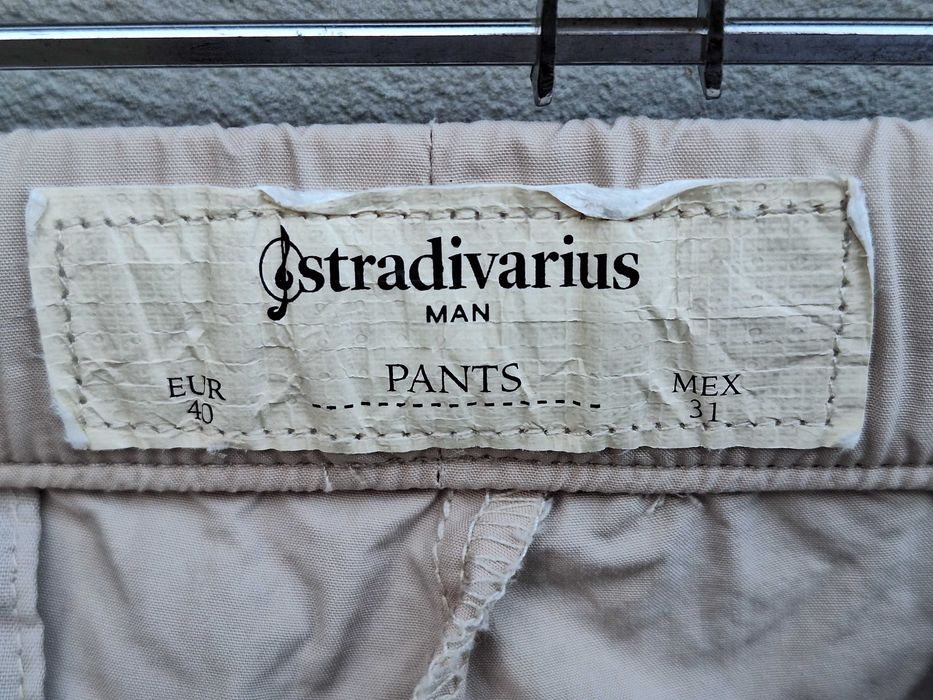 stradivarius
MAN
PANTS
EUR
40
MEX
31